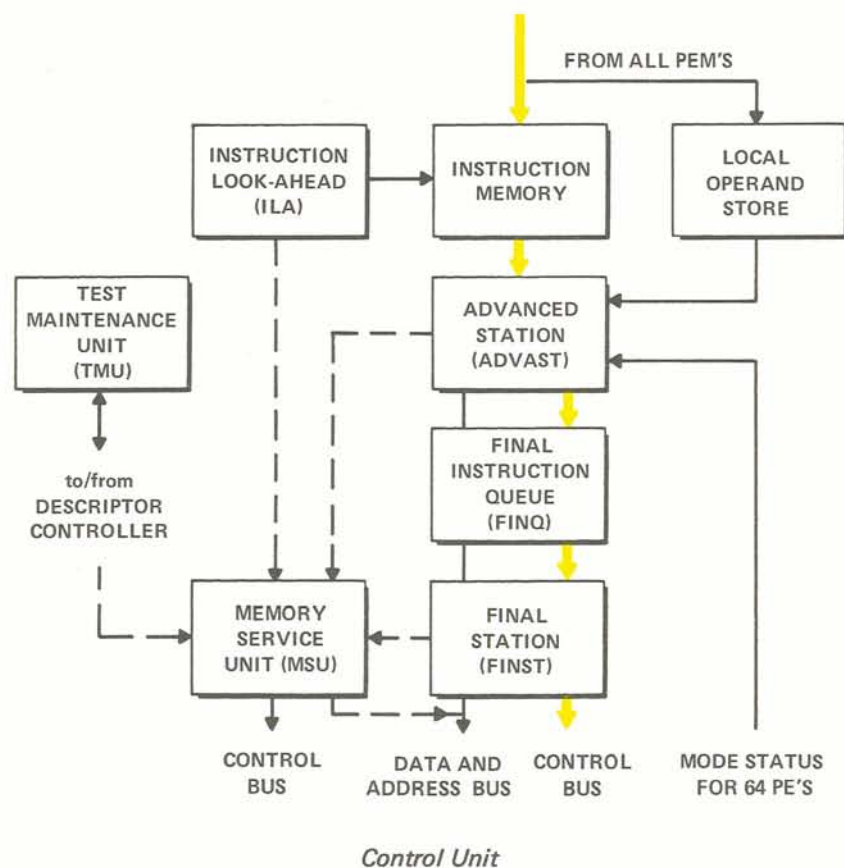 FROM ALL PEM'S
INSTRUCTION
LOOK-AHEAD
(ILA)
INSTRUCTION
MEMORY
LOCAL
OPERAND
STORE
TEST
MAINTENANCE
UNIT
(TMU)
ADVANCED
STATION
(ADVAST)
to/from
DESCRIPTOR
CONTROLLER
FINAL
INSTRUCTION
QUEUE
(FINQ)
MEMORY
SERVICE
UNIT (MSU)
FINAL
STATION
(FINST)
CONTROL
BUS
DATA AND
ADDRESS BUS
CONTROL
BUS
MODE STATUS
FOR 64 PE'S
Control Unit